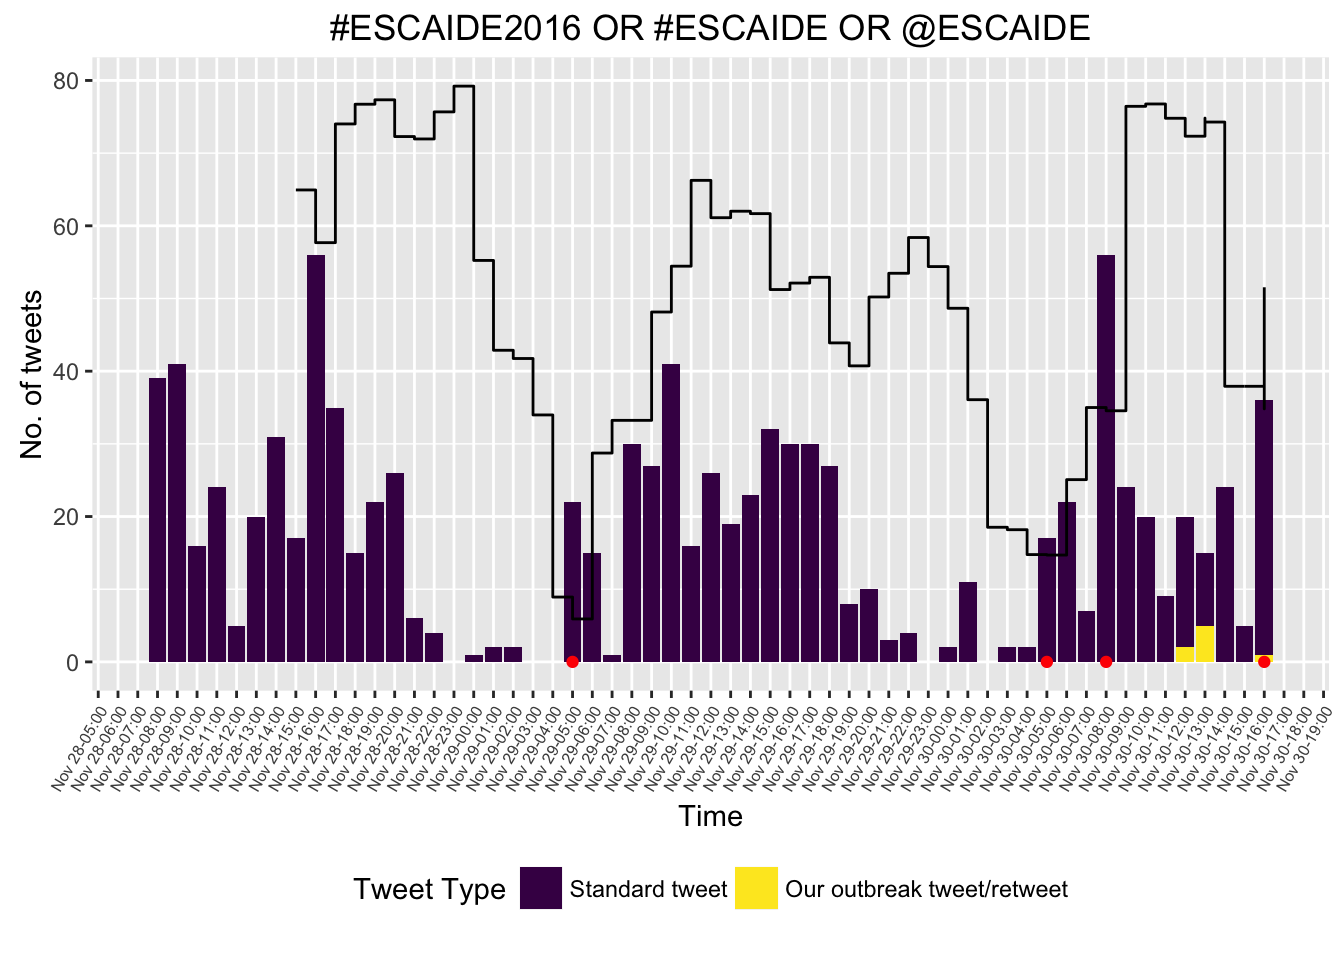 #ESCAIDE2016 OR #ESCAIDE OR @ESCAIDE
80
60
40
20
0
No. of tweets
Nov 28-05:00
Nov 28-06:00
Nov 28-07:00
Nov 28-08:00
Nov 28-09:00
Nov 28-10:00
Nov 28-11:00
Nov 28-12:00
Nov 28-13:00
Nov 28-14:00
Nov 28-15:00
Nov 28-16:00
Nov 28-17:00
Nov 28-18:00
Nov 28-19:00
Nov 28-20:00
Nov 28-21:00
Nov 28-22:00
Nov 28-23:00
Nov 29-00:00
Nov 29-01:00
Nov 29-02:00
Nov 29-03:00
Nov 29-04:00
Nov 29-05:00
Nov 29-06:00
Nov 29-07:00
Nov 29-08:00
Nov 29-09:00
Nov 29-10:00
Nov 29-11:00
Nov 29-12:00
Nov 29-13:00
Nov 29-14:00
Nov 29-15:00
Nov 29-16:00
Nov 29-17:00
Nov 29-18:00
Nov 29-19:00
Nov 29-20:00
Nov 29-21:00
Nov 29-22:00
Nov 29-23:00
Nov 30-00:00
Nov 30-01:00
Nov 30-02:00
Nov 30-03:00
Nov 30-04:00
Nov 30-05:00
Nov 30-06:00
Nov 30-07:00
Nov 30-08:00
Nov 30-09:00
Nov 30-10:00
Nov 30-11:00
Nov 30-12:00
Nov 30-13:00
Nov 30-14:00
Nov 30-15:00
Nov 30-16:00
Nov 30-17:00
Nov 30-18:00
Nov 30-19:00
Time
Tweet Type
Standard tweet
Our outbreak tweet/retweet